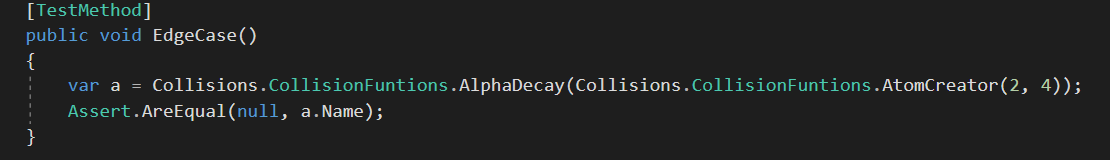 [TestMethod]
public void EdgeCase()
{
var a = Collisions.CollisionFuntions.AlphaDecay(Collisions.CollisionFuntions.AtomCreator(2, 4));
Assert.AreEqual(null, a.Name);
}